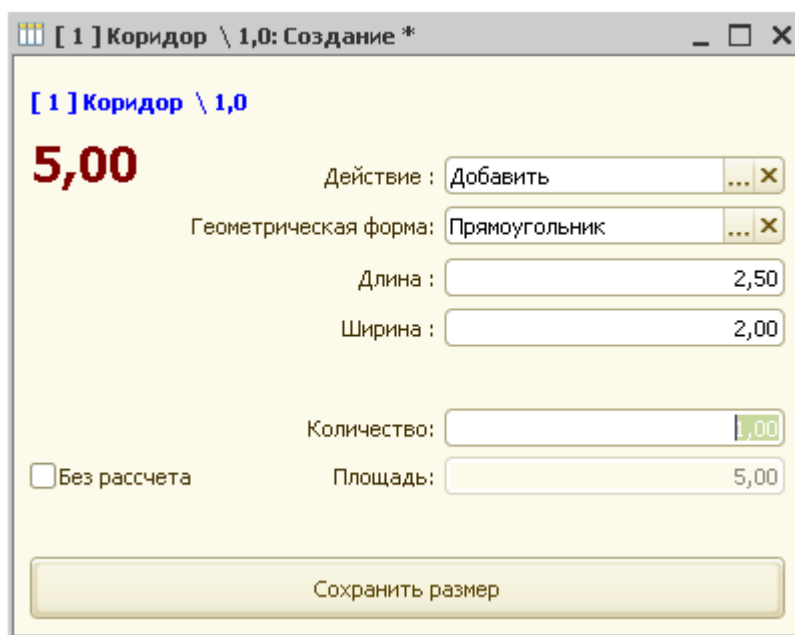 [ 1 ] Коридор \ 1,0: Создание *
[ 1 ] Коридор \ 1,0
5,00
Действие : Добавить ...
Геометрическая форма: Прямоугольник ...
Длина : 2,50
Ширина : 2,00
Количество: 1,00
Без рассчета Площадь: 5,00
Сохранить размер